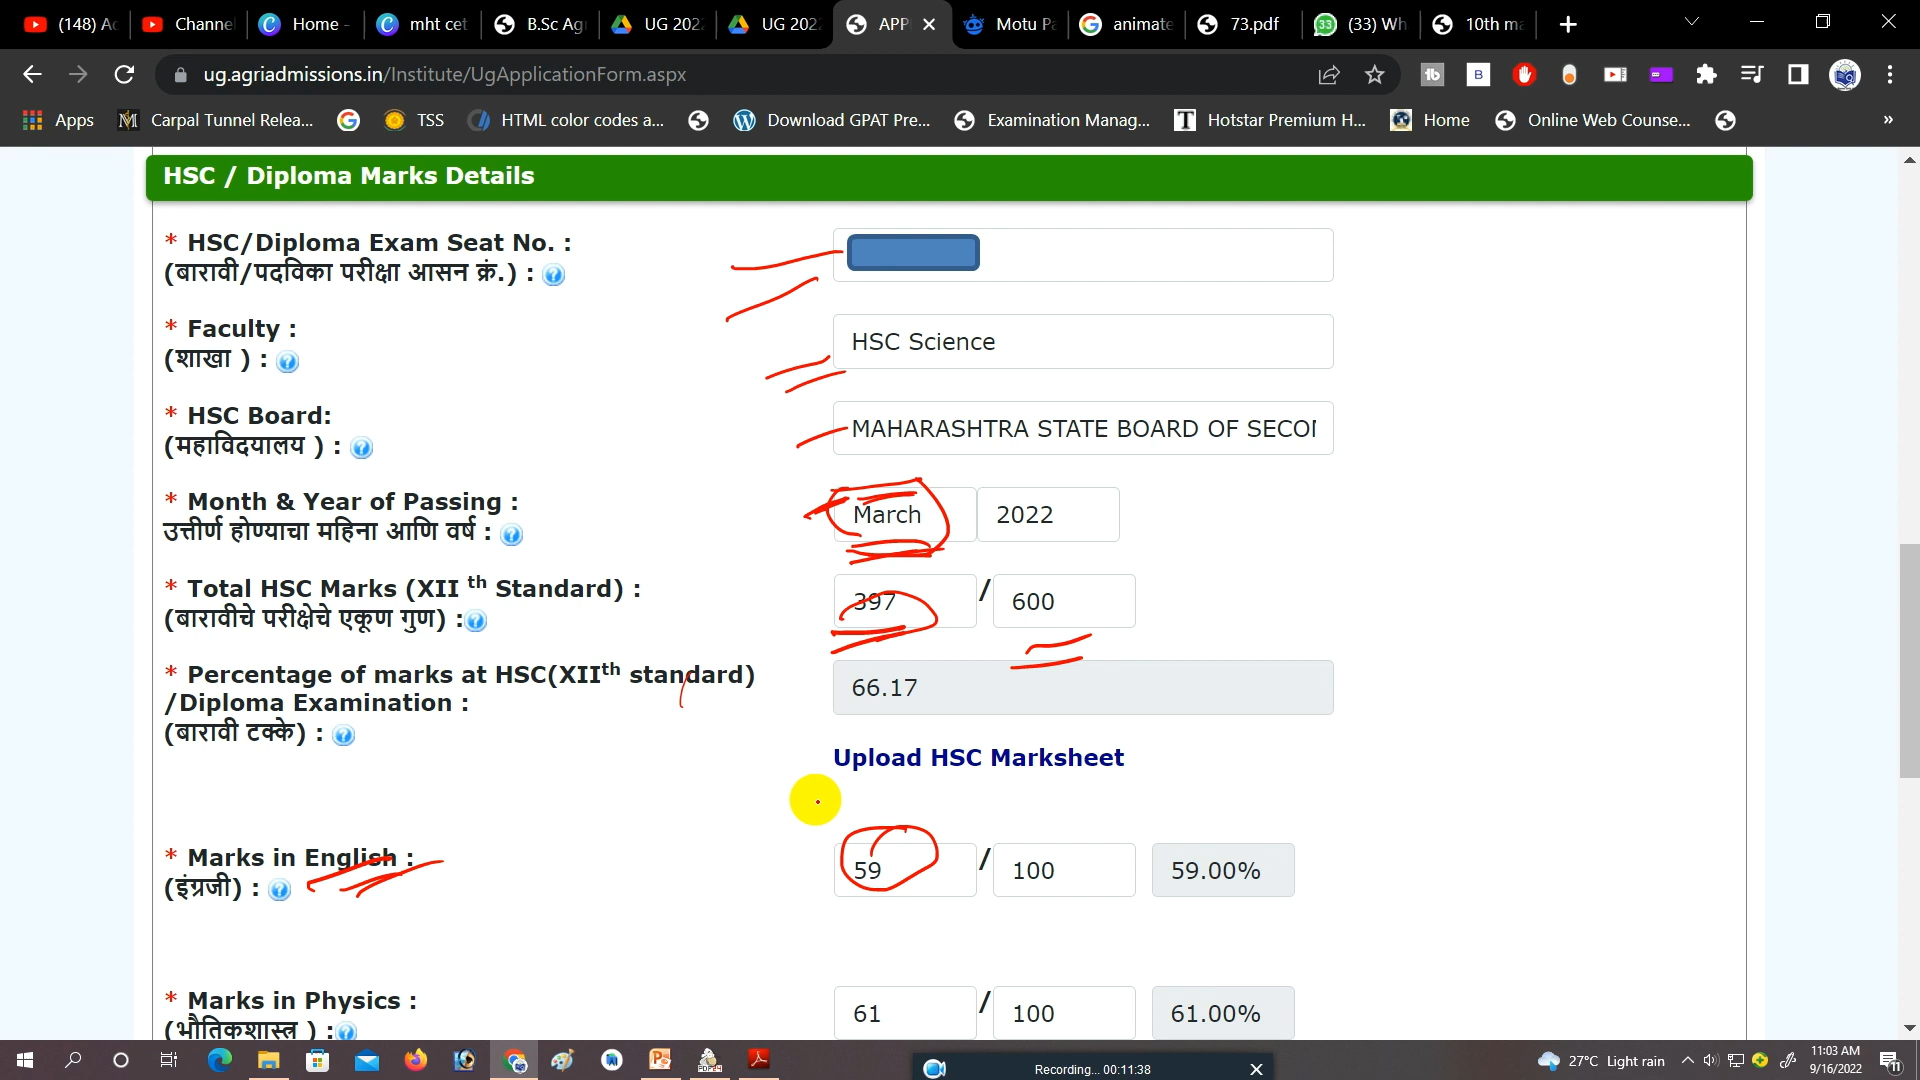 (148) Ac
Channe
Home -
mht cet
B.Sc Ag
UG 202
UG 202
APP
Motu Pa
animate
73.pdf
(33) Wh
10th ma
ug.agriadmissions.in/Institute/UgApplicationForm.aspx
Apps
Carpal Tunnel Relea...
TSS
HTML color codes a...
Download GPAT Pre...
Examination Manag...
Hotstar Premium H...
Home
Online Web Counse...
»
HSC / Diploma Marks Details
* HSC/Diploma Exam Seat No. :
(बारावी/पदविका परीक्षा आसन क्रं.) :
* Faculty :
(शाखा ) :
HSC Science
* HSC Board:
(महाविदयालय ) :
MAHARASHTRA STATE BOARD OF SECO
* Month & Year of Passing :
उत्तीर्ण होण्याचा महिना आणि वर्ष :
March
2022
* Total HSC Marks (XII th Standard) :
(बारावीचे परीक्षेचे एकूण गुण) :
397 / 600
* Percentage of marks at HSC(XIIth standard)
/Diploma Examination :
(बारावी टक्के) :
66.17
Upload HSC Marksheet
* Marks in English :
(इंग्रजी) :
59 / 100 59.00%
* Marks in Physics :
(भौतिकशास्त्र ) :
61 / 100 61.00%
Recording... 00:11:38
27°C Light rain
11:03 AM
9/16/2022